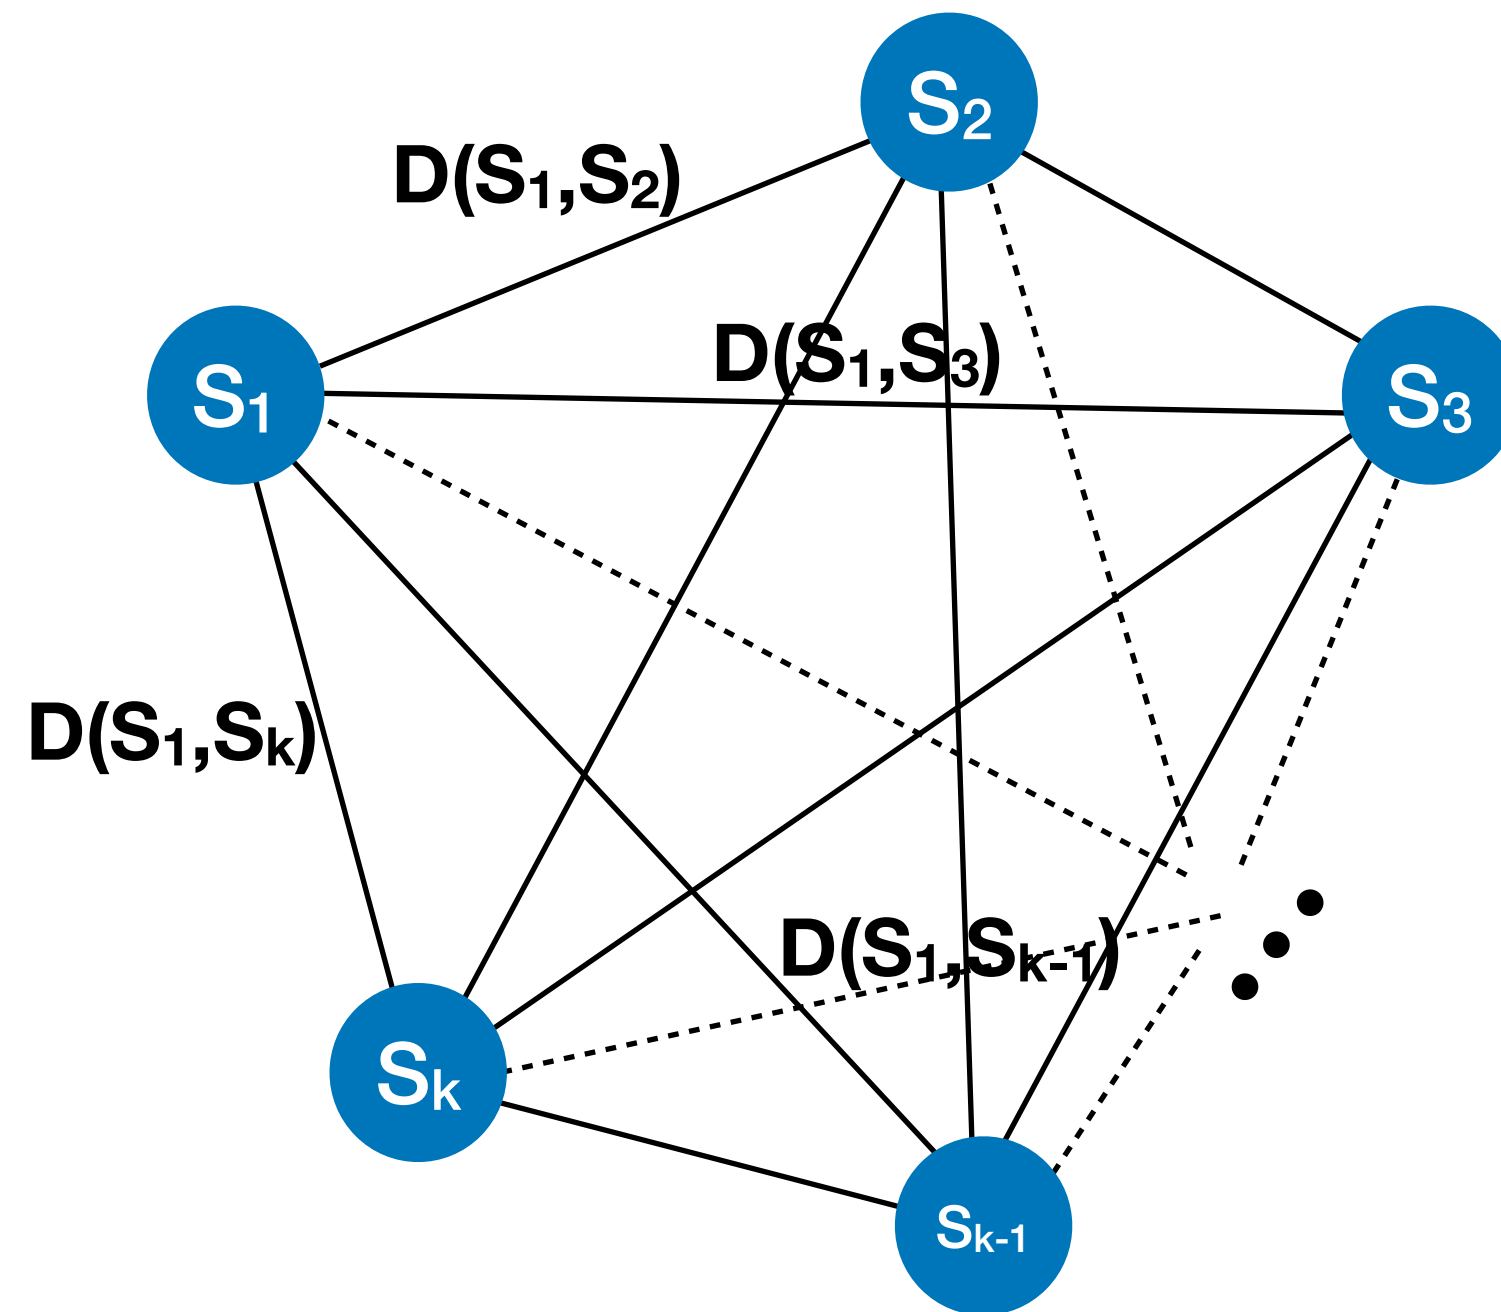 S₂
D(S₁,S₂)
D(S₁,S₃)
S₁
S₃
D(S₁,Sₖ)
D(S₁,Sₖ₋₁)
Sₖ
Sₖ₋₁